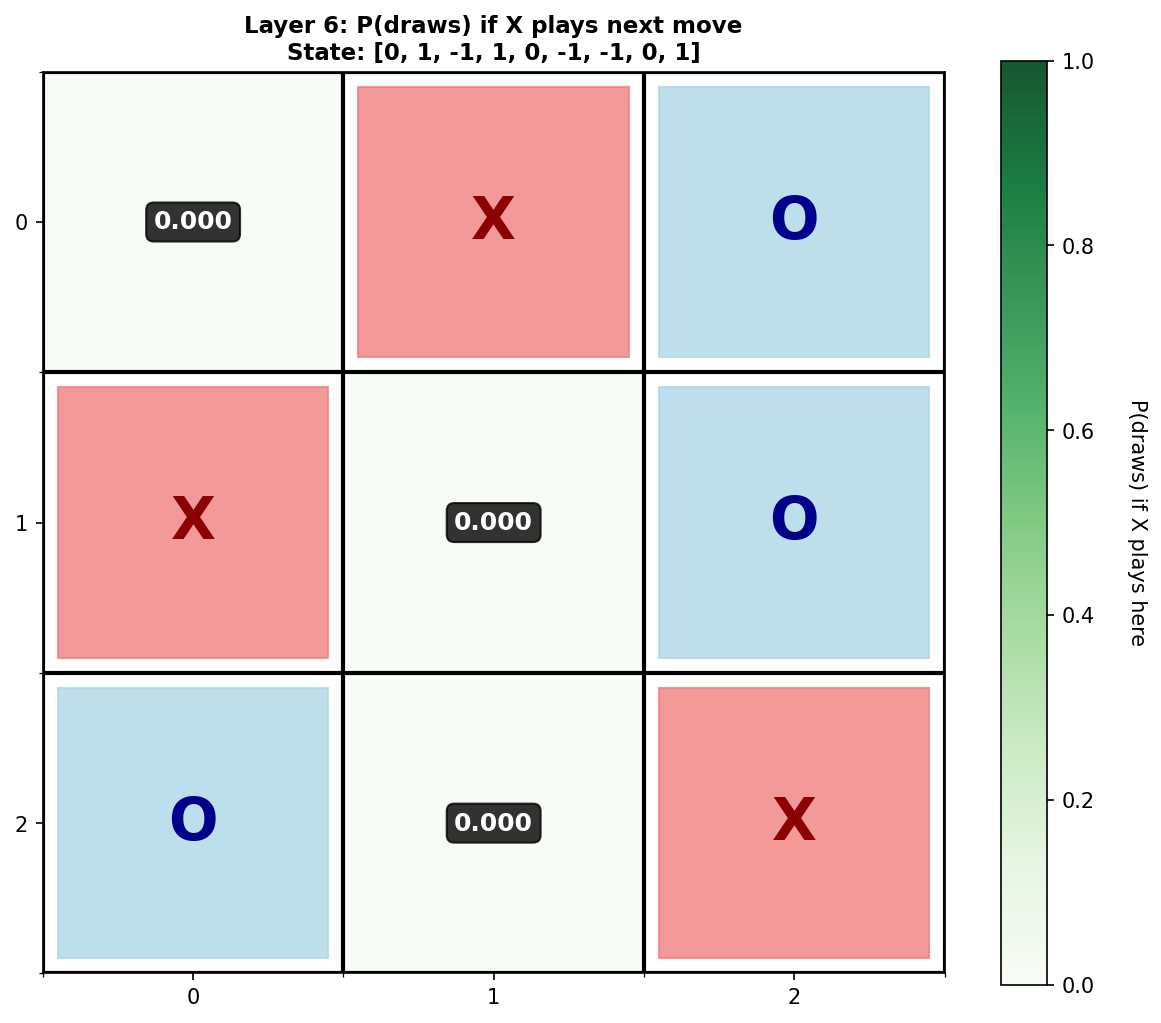 Layer 6: P(draws) if X plays next move
State: [0, 1, -1, 1, 0, -1, -1, 0, 1]
0
0.000
X
O
1
X
0.000
O
2
O
0.000
X
0
1
2
1.0
0.8
0.6
0.4
0.2
0.0
P(draws) if X plays here